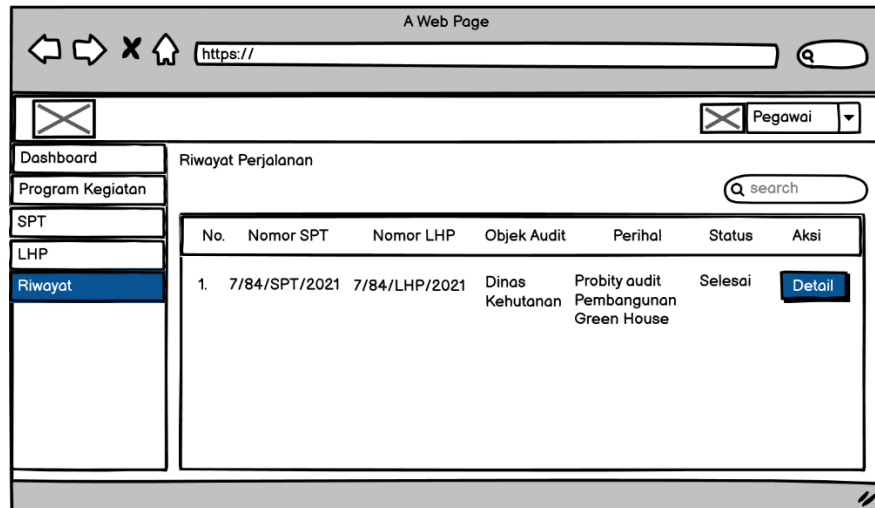 A Web Page
https://
Pegawai
Dashboard
Program Kegiatan
SPT
LHP
Riwayat
Riwayat Perjalanan
search
No. Nomor SPT Nomor LHP Objek Audit Perihal Status Aksi
1. 7/84/SPT/2021 7/84/LHP/2021 Dinas Probity audit Selesai Detail
Kehutanan Pembangunan
Green House